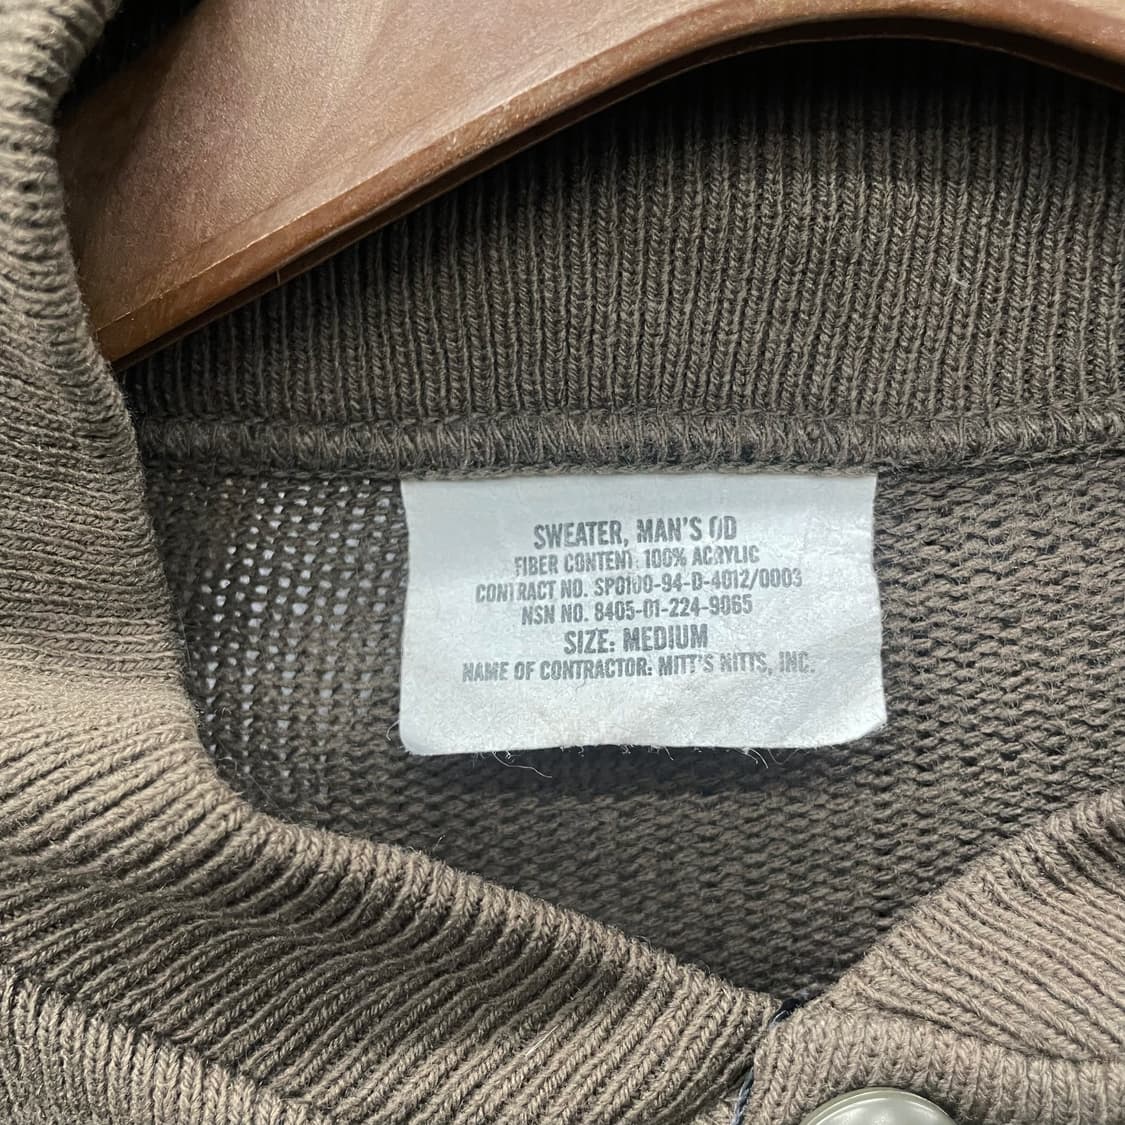 SWEATER, MAN'S OD
FIBER CONTENT 100% ACRYLIC
CONTRACT NO. SP0100-94-D-4012/0003
NSN NO. 8405-01-224-9065
SIZE: MEDIUM
NAME OF CONTRACTOR: MITT'S NITTS, INC.